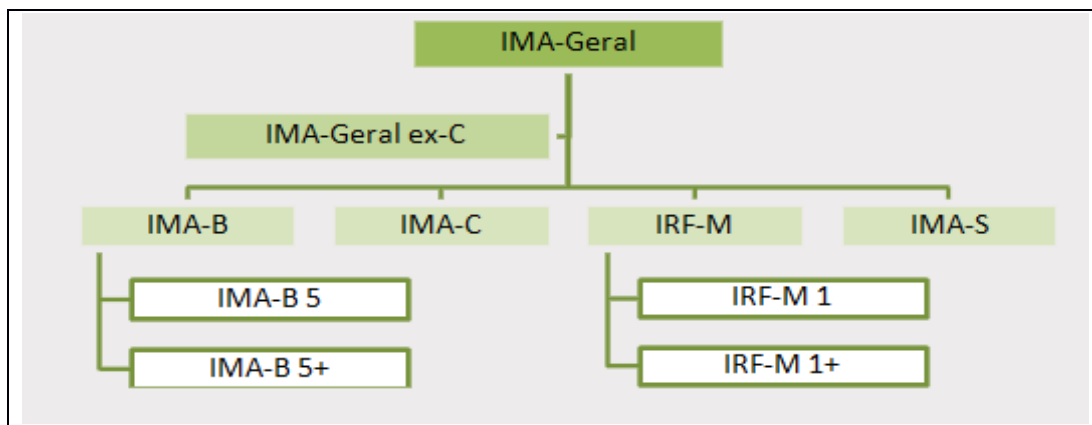 IMA-Geral
IMA-Geral ex-C
IMA-B
IMA-C
IRF-M
IMA-S
IMA-B 5
IRF-M 1
IMA-B 5+
IRF-M 1+